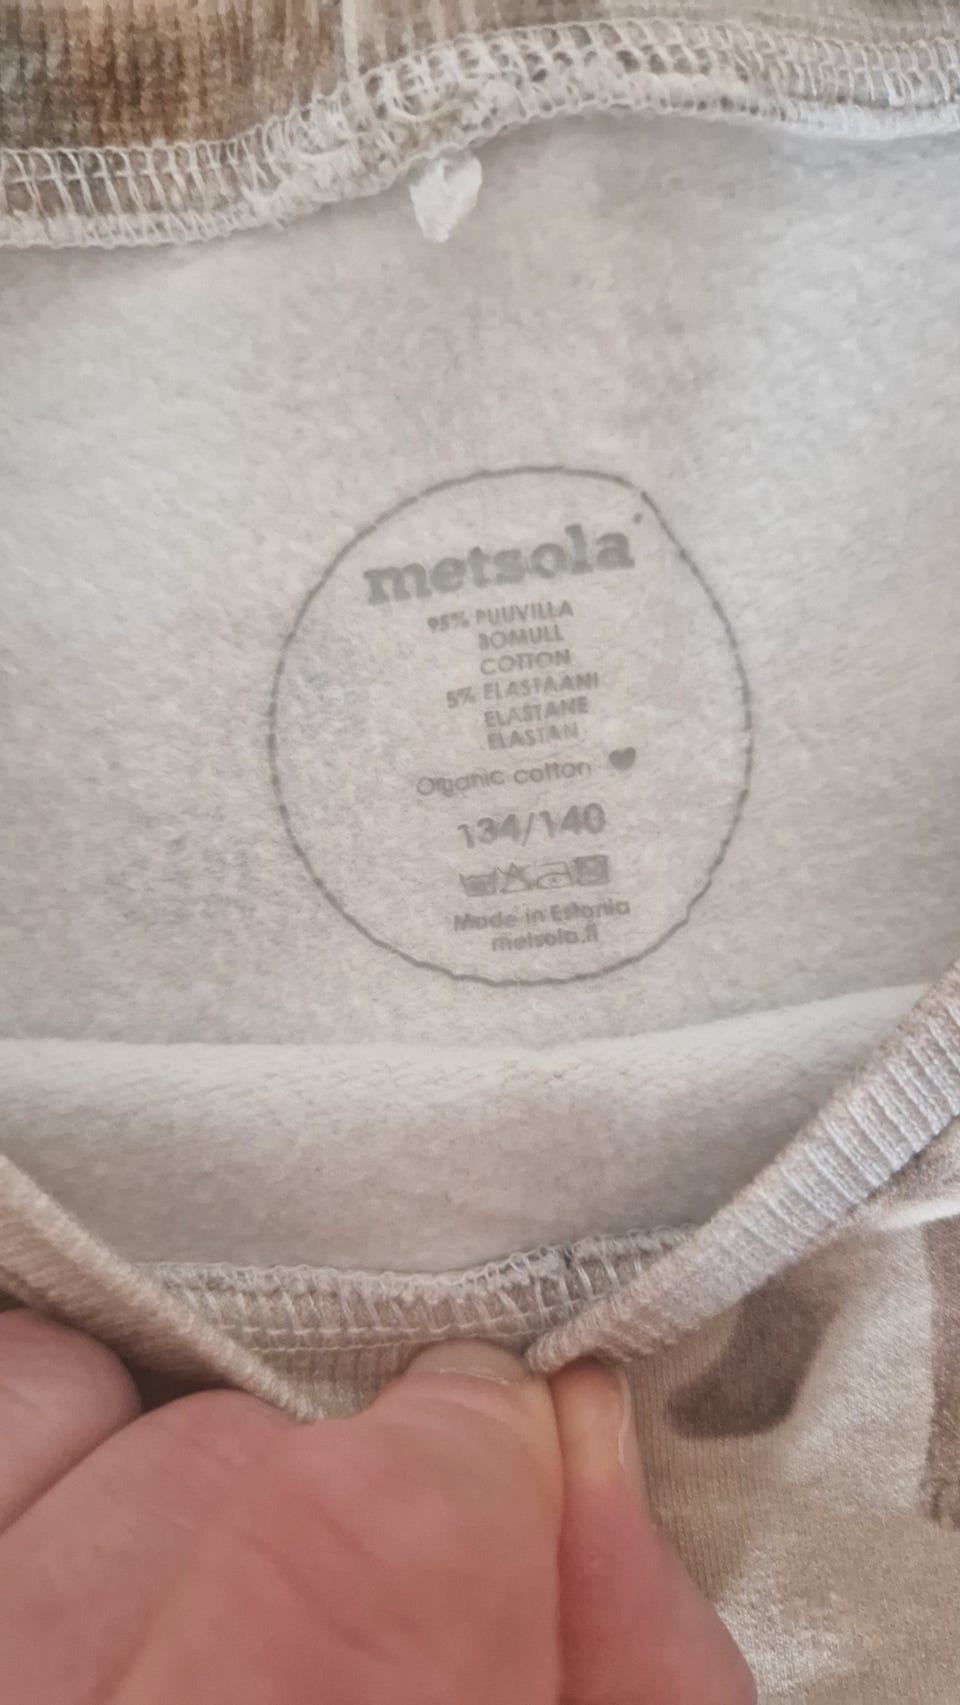 metsola
95% PUUVILLA
BOMULL
COTTON
5% ELASTAANI
ELASTANE
ELASTAN
Organic cotton
134/140
Made in Estonia
metsola.fi